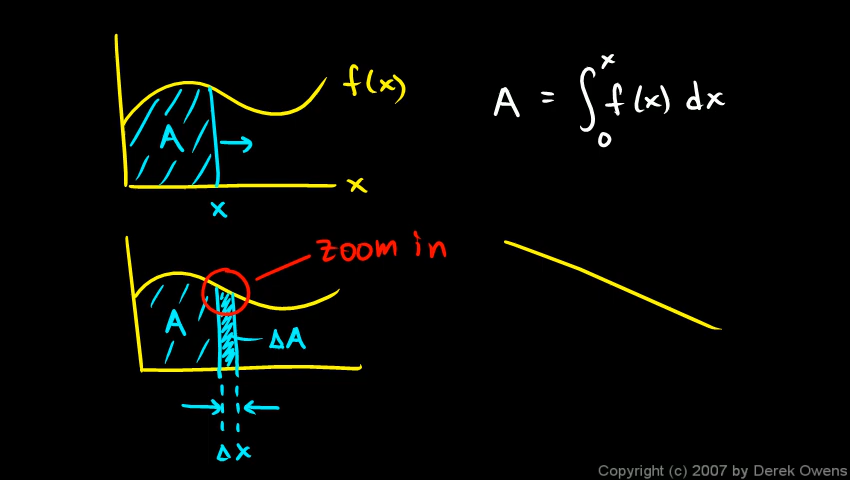 f(x)
A = ∫₀ˣ f(x) dx
A
x
x
zoom in
A
ΔA
Δx
Copyright (c) 2007 by Derek Owens